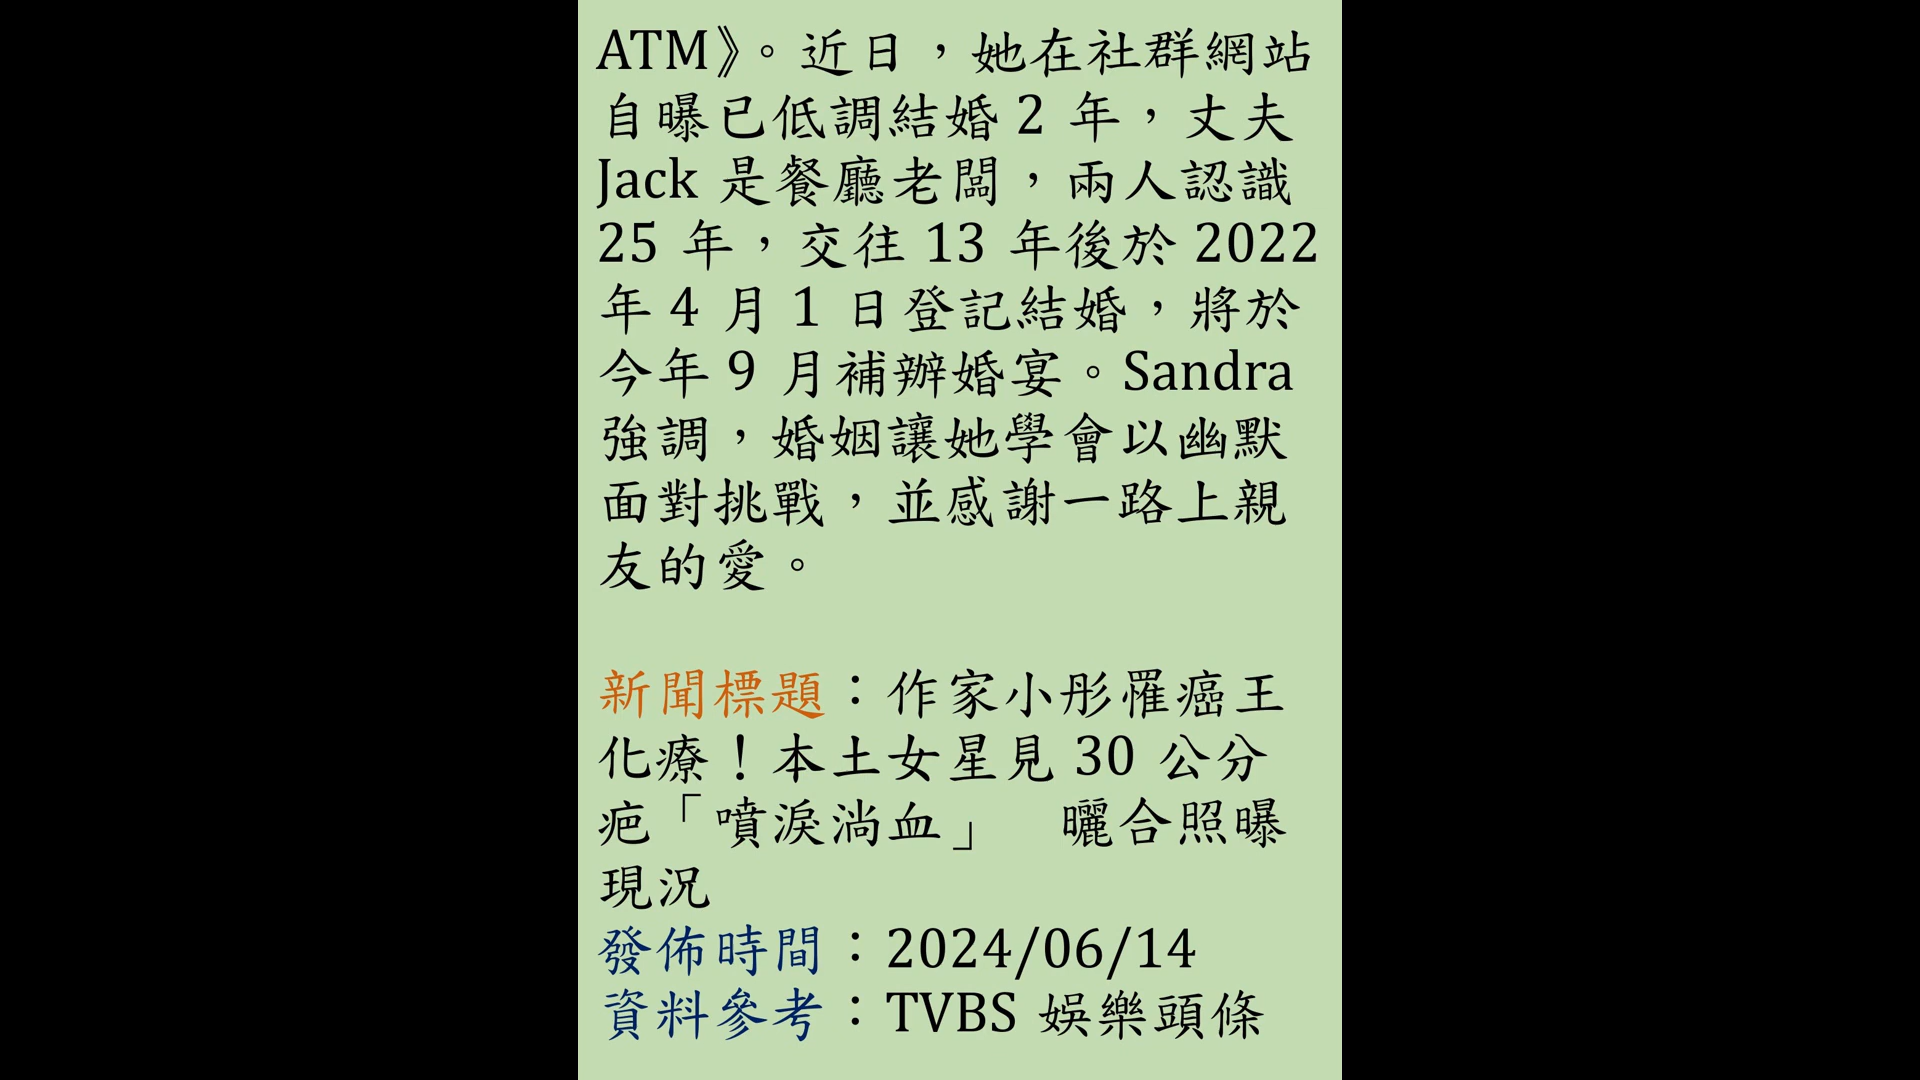 ATM》。近日，她在社群網站
自曝已低調結婚 2 年，丈夫
Jack 是餐廳老闆，兩人認識
25 年，交往 13 年後於 2022
年 4 月 1 日登記結婚，將於
今年 9 月補辦婚宴。Sandra
強調，婚姻讓她學會以幽默
面對挑戰，並感謝一路上親
友的愛。
新聞標題：作家小彤罹癌王
化療！本土女星見 30 公分
疤「噴淚淌血」　曬合照曝
現況
發佈時間：2024/06/14
資料參考：TVBS 娛樂頭條